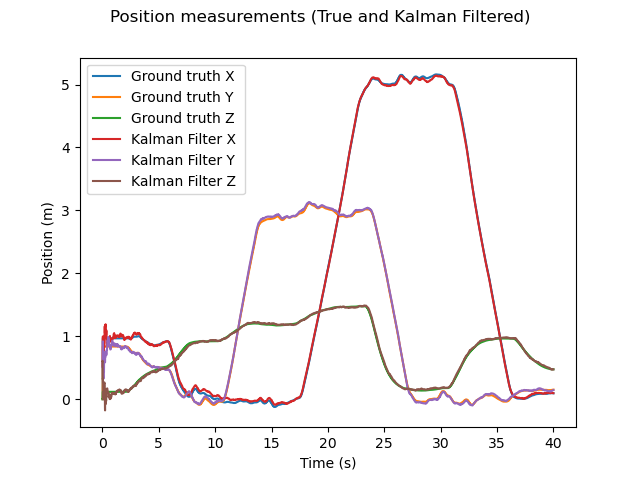 Position measurements (True and Kalman Filtered)
Ground truth X
Ground truth Y
Ground truth Z
Kalman Filter X
Kalman Filter Y
Kalman Filter Z
Position (m)
5
4
3
2
1
0
0 5 10 15 20 25 30 35 40
Time (s)